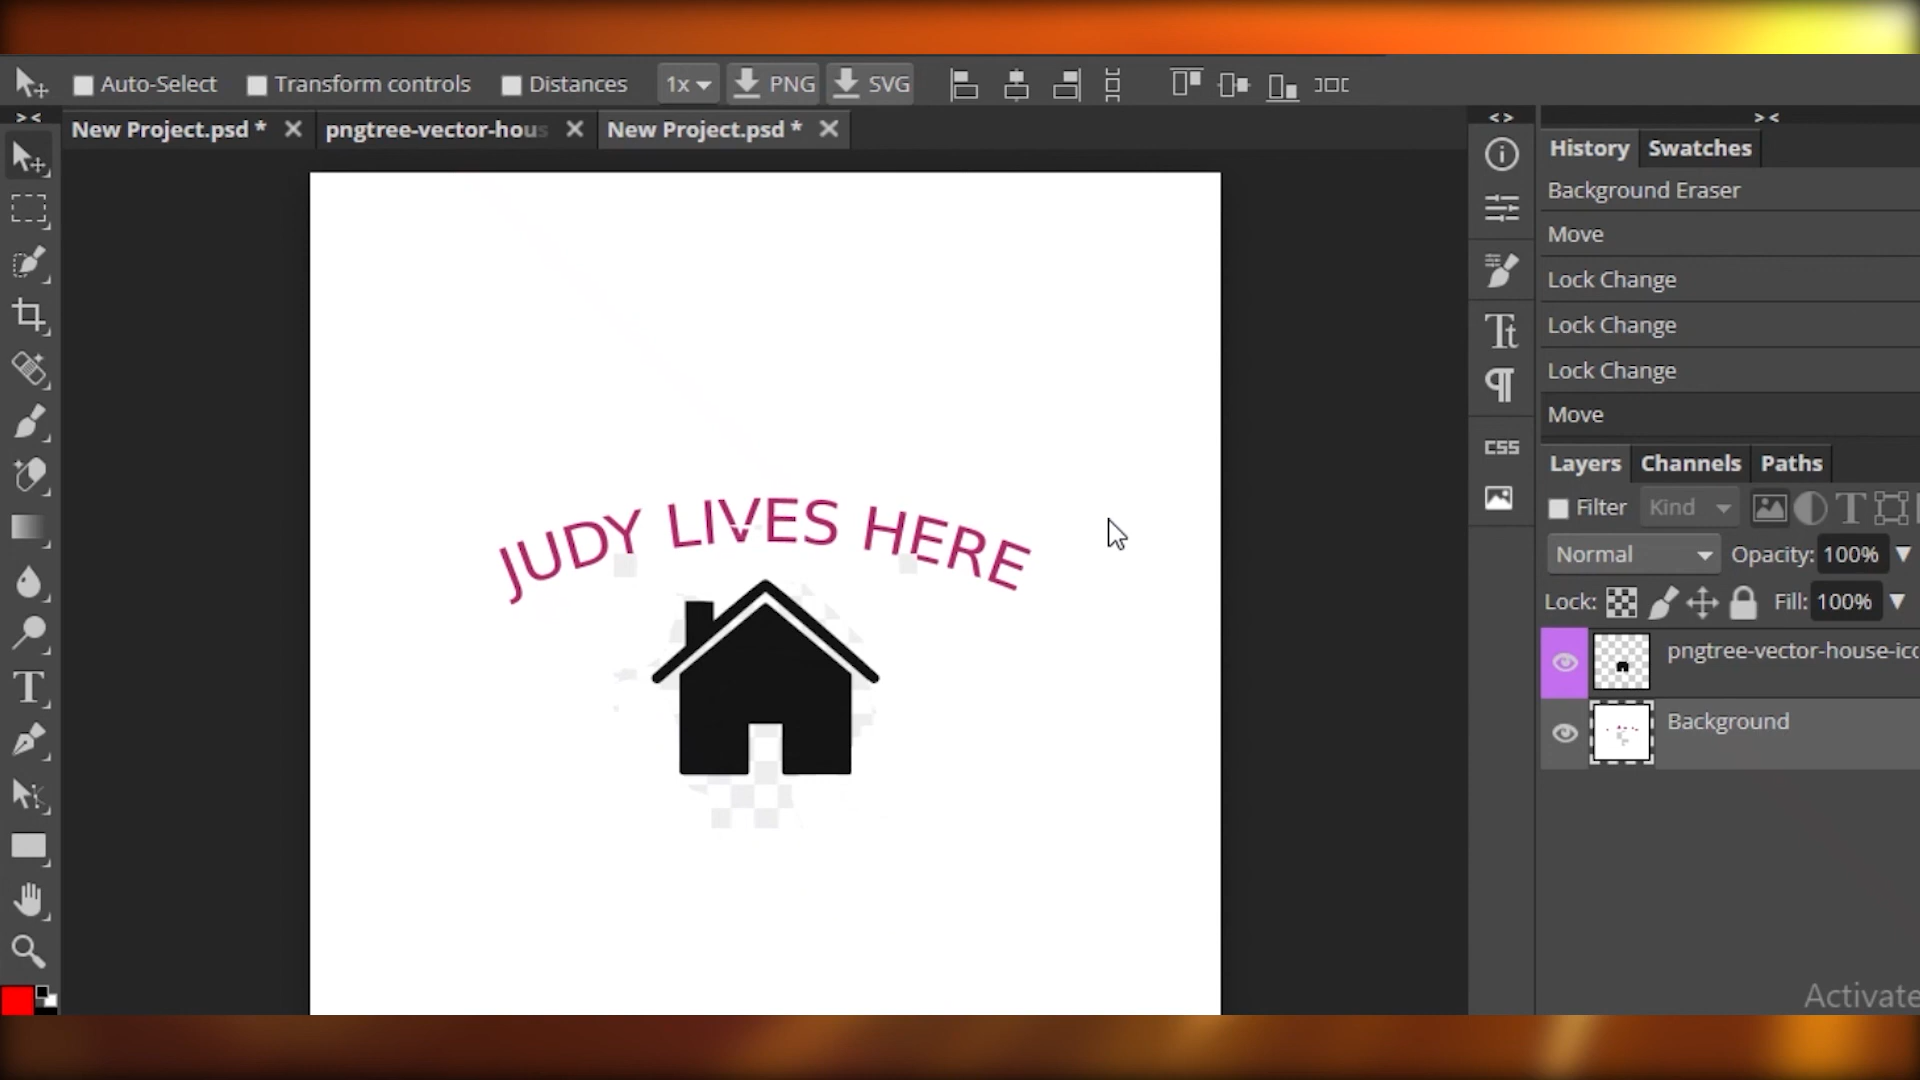 Auto-Select Transform controls Distances 1x PNG SVG
New Project.psd * pngtree-vector-hous New Project.psd *
History Swatches
Background Eraser
Move
Lock Change
Lock Change
Lock Change
Move
Layers Channels Paths
Filter Kind
Normal Opacity: 100%
Lock: Fill: 100%
pngtree-vector-house-ico
Background
CSS
JUDY LIVES HERE
Activate